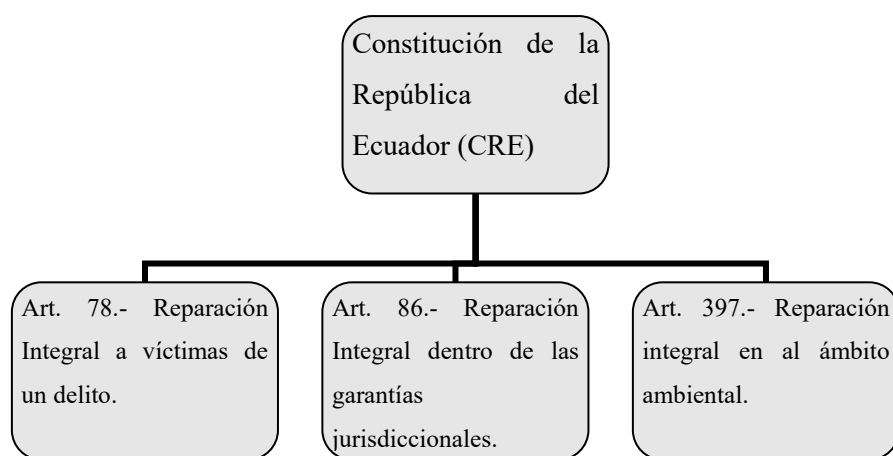 Constitución de la
República del
Ecuador (CRE)
Art. 78.- Reparación
Integral a víctimas de
un delito.
Art. 86.- Reparación
Integral dentro de las
garantías
jurisdiccionales.
Art. 397.- Reparación
integral en al ámbito
ambiental.